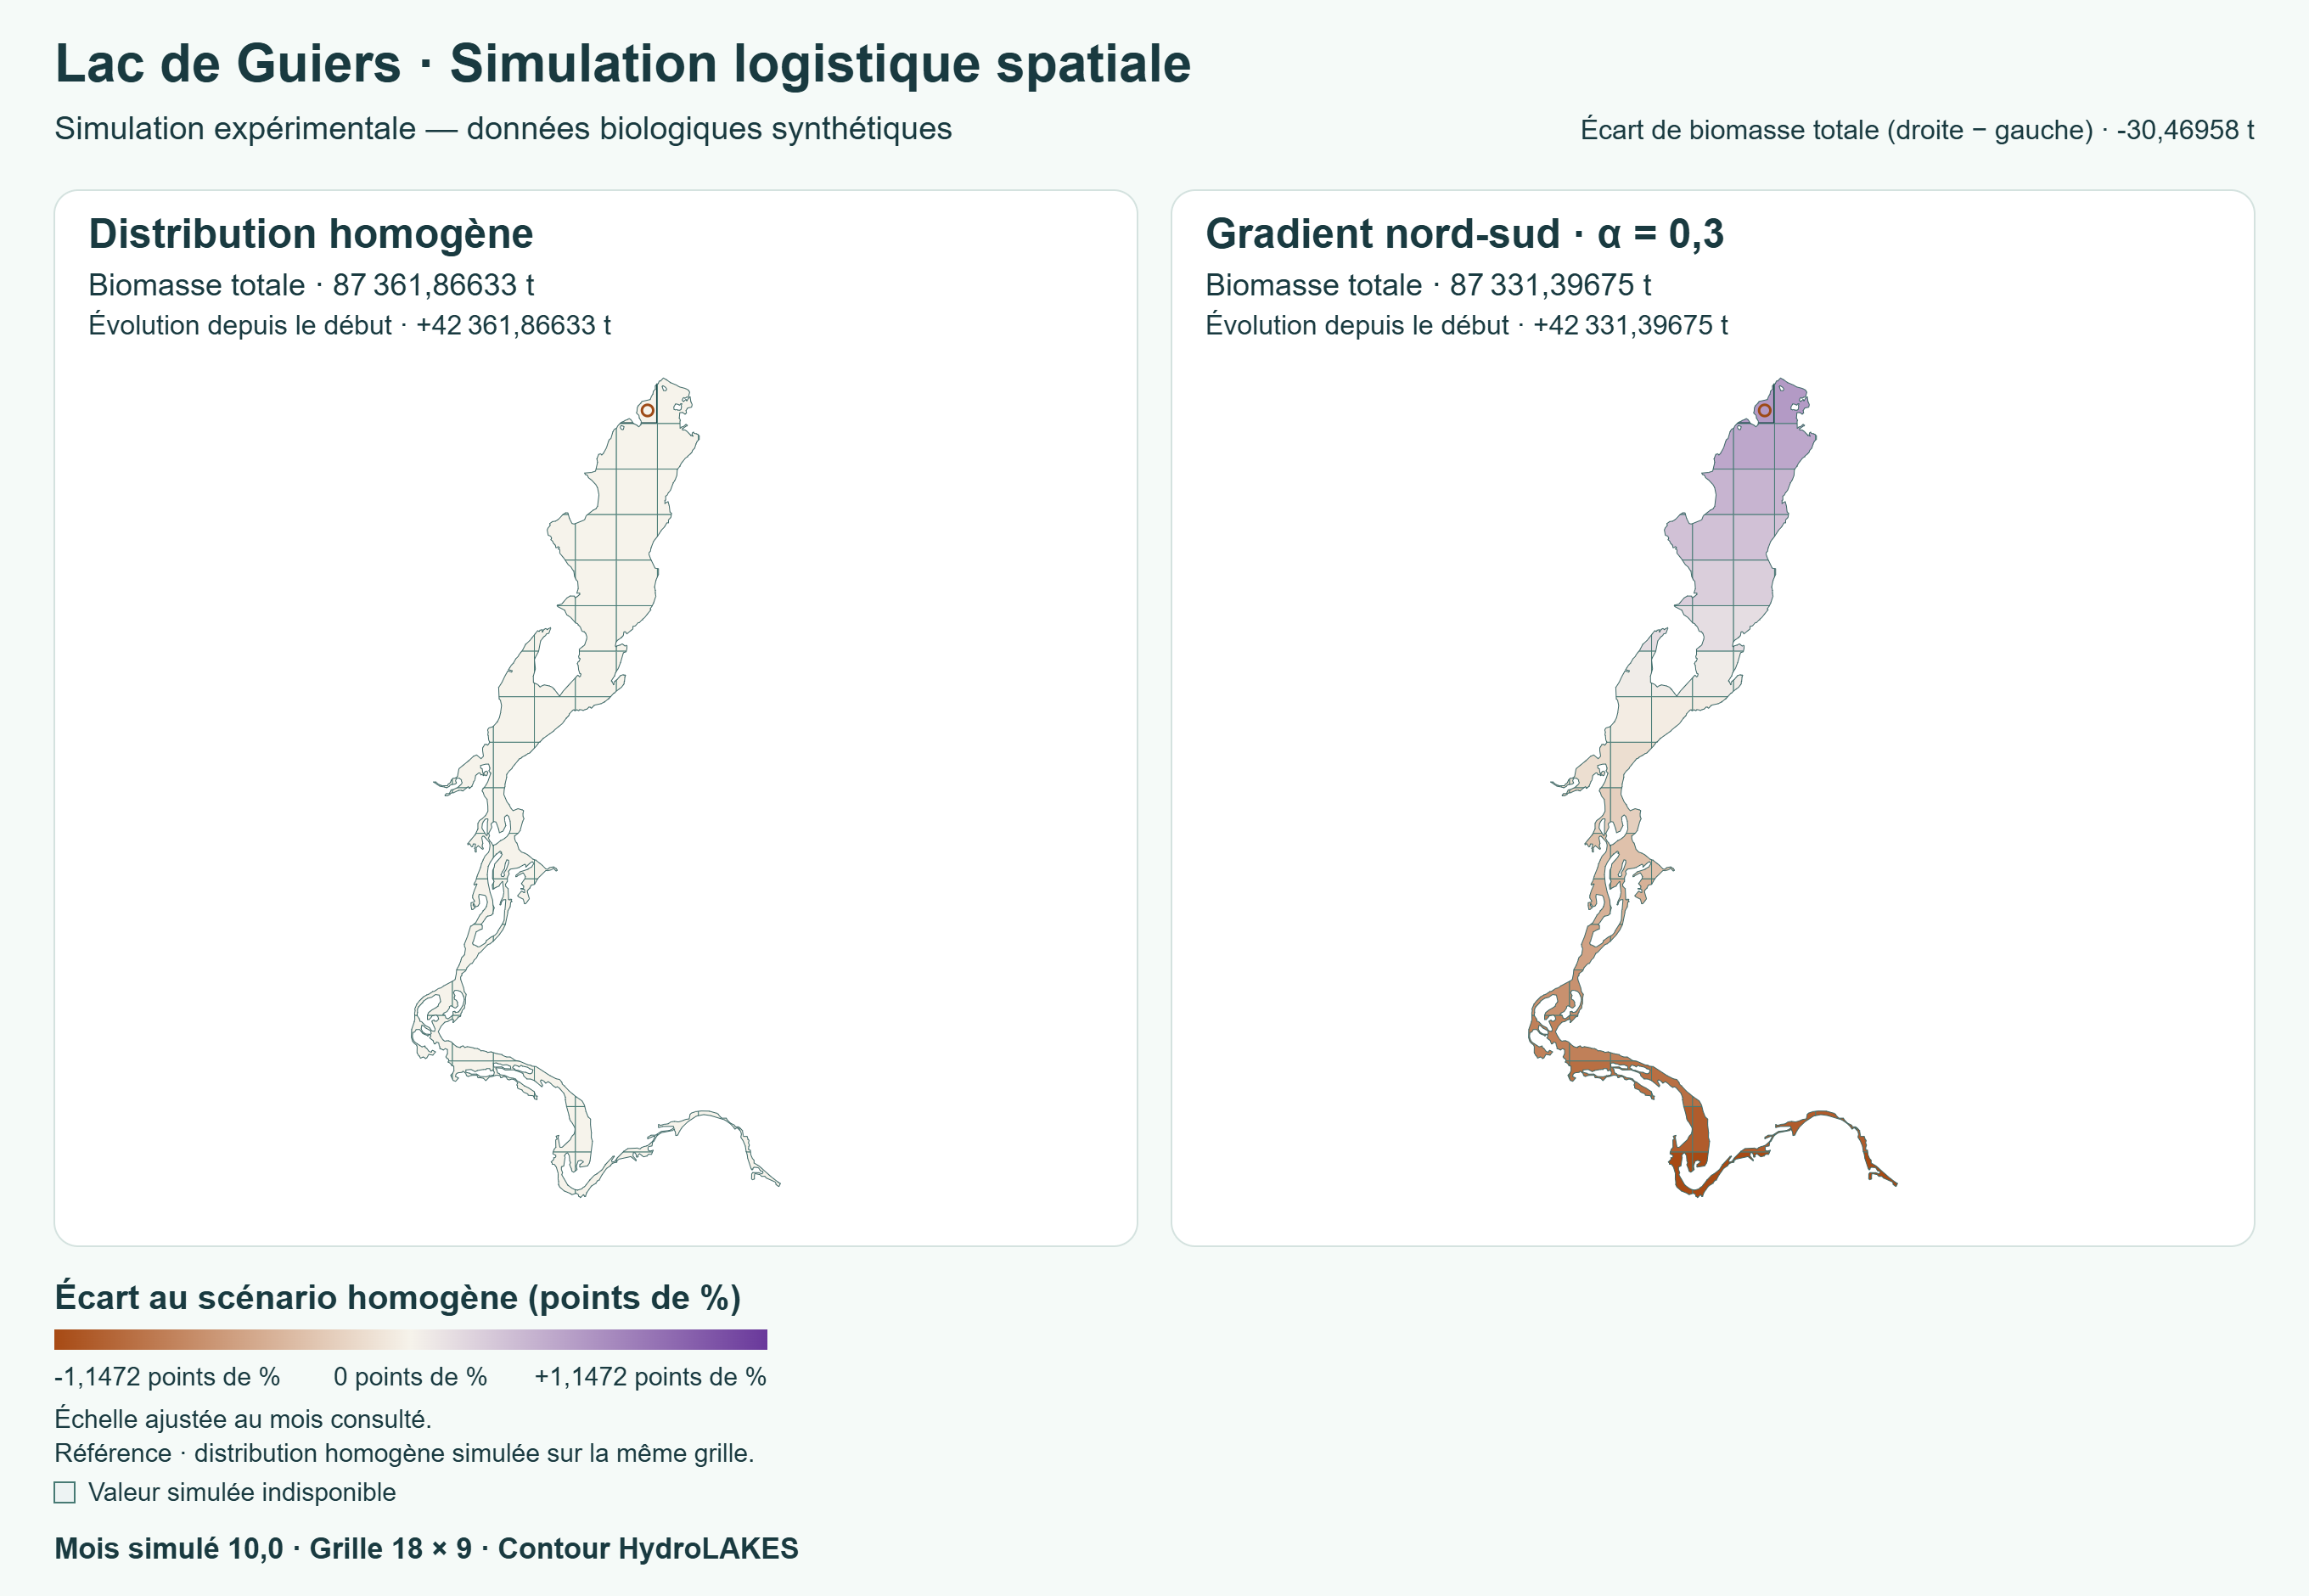 Lac de Guiers · Simulation logistique spatiale
Simulation expérimentale — données biologiques synthétiques
Écart de biomasse totale (droite − gauche) · -30,46958 t
Distribution homogène
Biomasse totale · 87 361,86633 t
Évolution depuis le début · +42 361,86633 t
Gradient nord-sud · α = 0,3
Biomasse totale · 87 331,39675 t
Évolution depuis le début · +42 331,39675 t
Écart au scénario homogène (points de %)
-1,1472 points de % 0 points de % +1,1472 points de %
Échelle ajustée au mois consulté.
Référence · distribution homogène simulée sur la même grille.
Valeur simulée indisponible
Mois simulé 10,0 · Grille 18 × 9 · Contour HydroLAKES